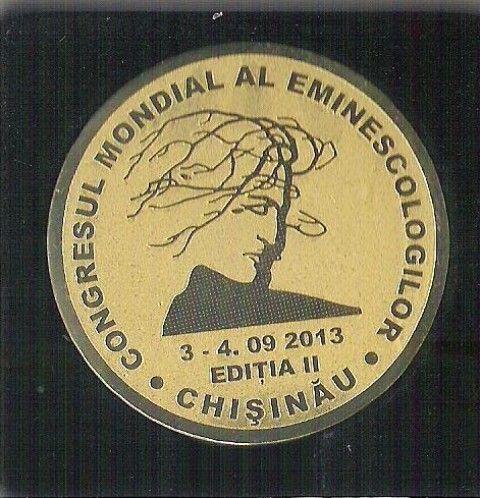 CONGRESUL MONDIAL AL EMINESCOLOGILOR
3 - 4. 09 2013
EDIȚIA II
• CHIȘINĂU •